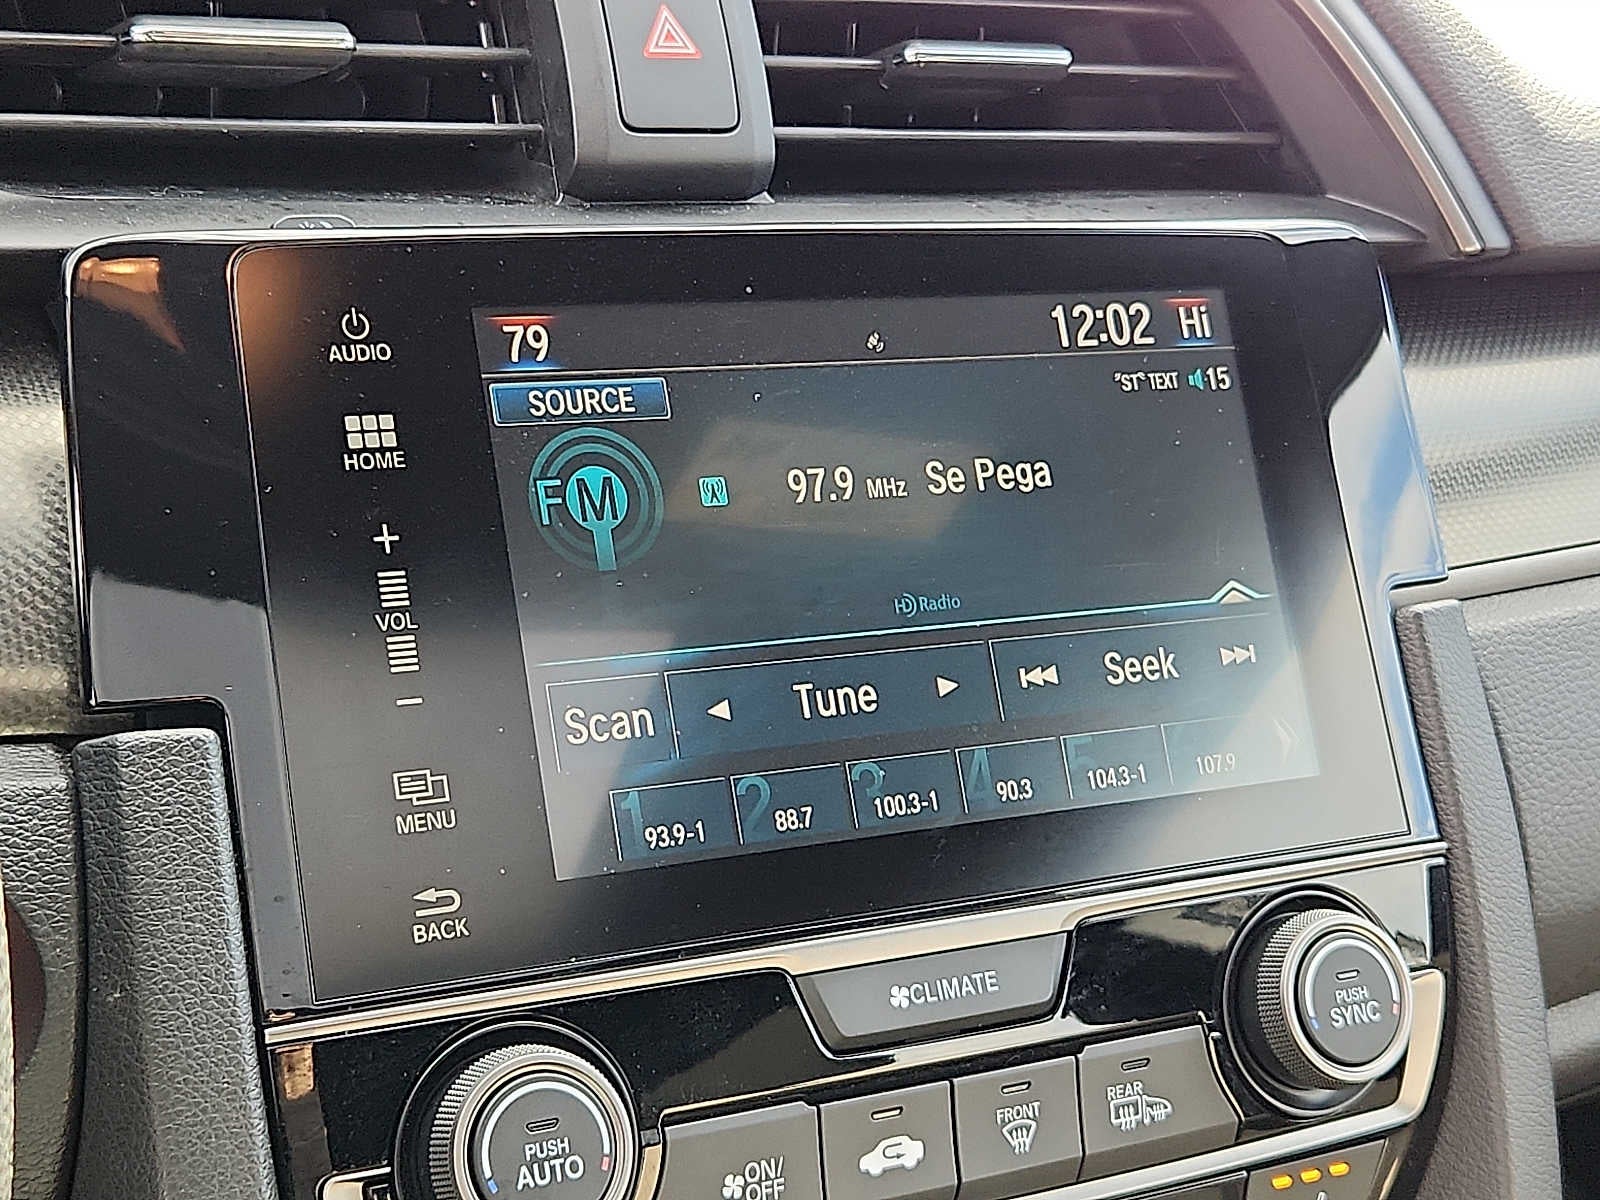 79
12:02 Hi
AUDIO
SOURCE
"ST" TEXT 15
HOME
FM
97.9 MHz Se Pega
+
VOL
-
HD Radio
Scan
Tune
Seek
1 93.9-1
2 88.7
3 100.3-1
4 90.3
5 104.3-1
107.9
MENU
BACK
CLIMATE
PUSH
SYNC
PUSH
AUTO
ON/
OFF
FRONT
REAR